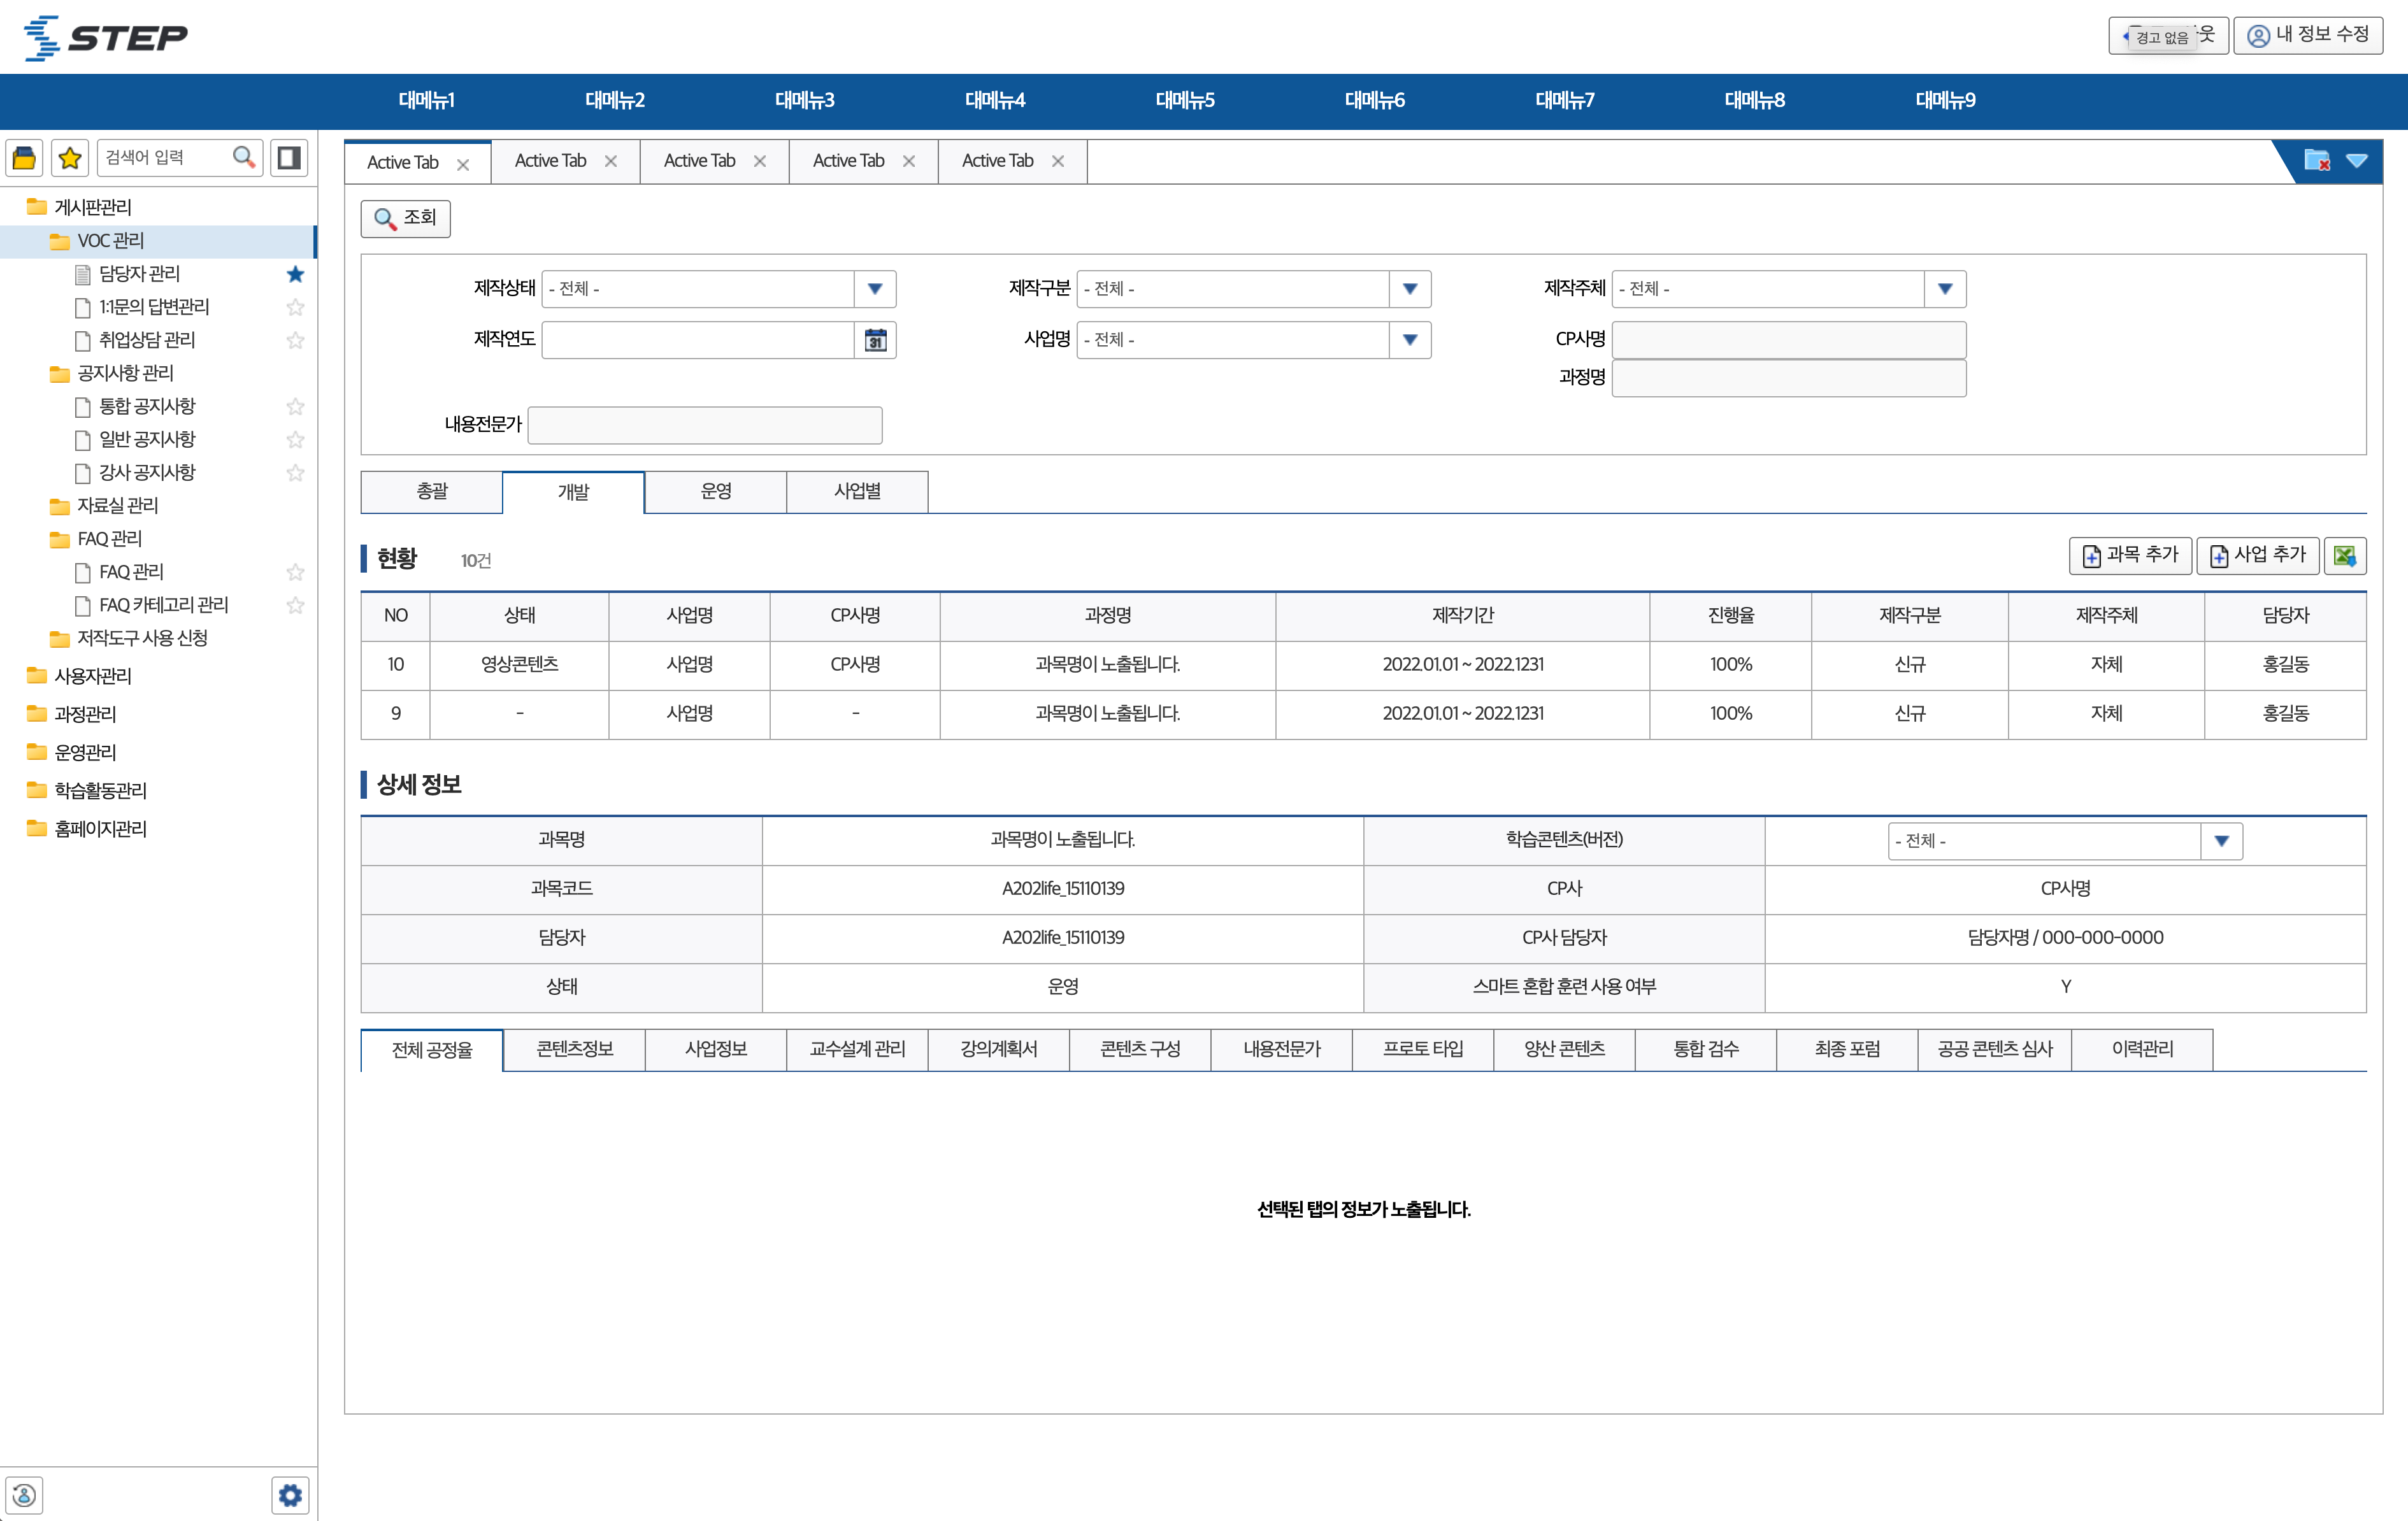 STEP
경고 없음
내 정보 수정
대메뉴1 대메뉴2 대메뉴3 대메뉴4 대메뉴5 대메뉴6 대메뉴7 대메뉴8 대메뉴9
검색어 입력
게시판관리
VOC 관리
담당자 관리
1:1문의 답변관리
취업상담 관리
공지사항 관리
통합 공지사항
일반 공지사항
강사 공지사항
자료실 관리
FAQ 관리
FAQ 관리
FAQ 카테고리 관리
저작도구 사용 신청
사용자관리
과정관리
운영관리
학습활동관리
홈페이지관리
Active Tab Active Tab Active Tab Active Tab Active Tab
조회
제작상태 - 전체 - 제작구분 - 전체 - 제작주체 - 전체 -
제작연도 31 사업명 - 전체 - CP사명
과정명
내용전문가
총괄 개발 운영 사업별
현황 10건 과목 추가 사업 추가
NO 상태 사업명 CP사명 과정명 제작기간 진행율 제작구분 제작주체 담당자
10 영상콘텐츠 사업명 CP사명 과목명이 노출됩니다. 2022.01.01 ~ 2022.1231 100% 신규 자체 홍길동
9 - 사업명 - 과목명이 노출됩니다. 2022.01.01 ~ 2022.1231 100% 신규 자체 홍길동
상세 정보
과목명 과목명이 노출됩니다. 학습콘텐츠(버전) - 전체 -
과목코드 A202life_15110139 CP사 CP사명
담당자 A202life_15110139 CP사 담당자 담당자명 / 000-000-0000
상태 운영 스마트 혼합 훈련 사용 여부 Y
전체 공정율 콘텐츠정보 사업정보 교수설계 관리 강의계획서 콘텐츠 구성 내용전문가 프로토 타입 양산 콘텐츠 통합 검수 최종 포럼 공공 콘텐츠 심사 이력관리
선택된 탭의 정보가 노출됩니다.